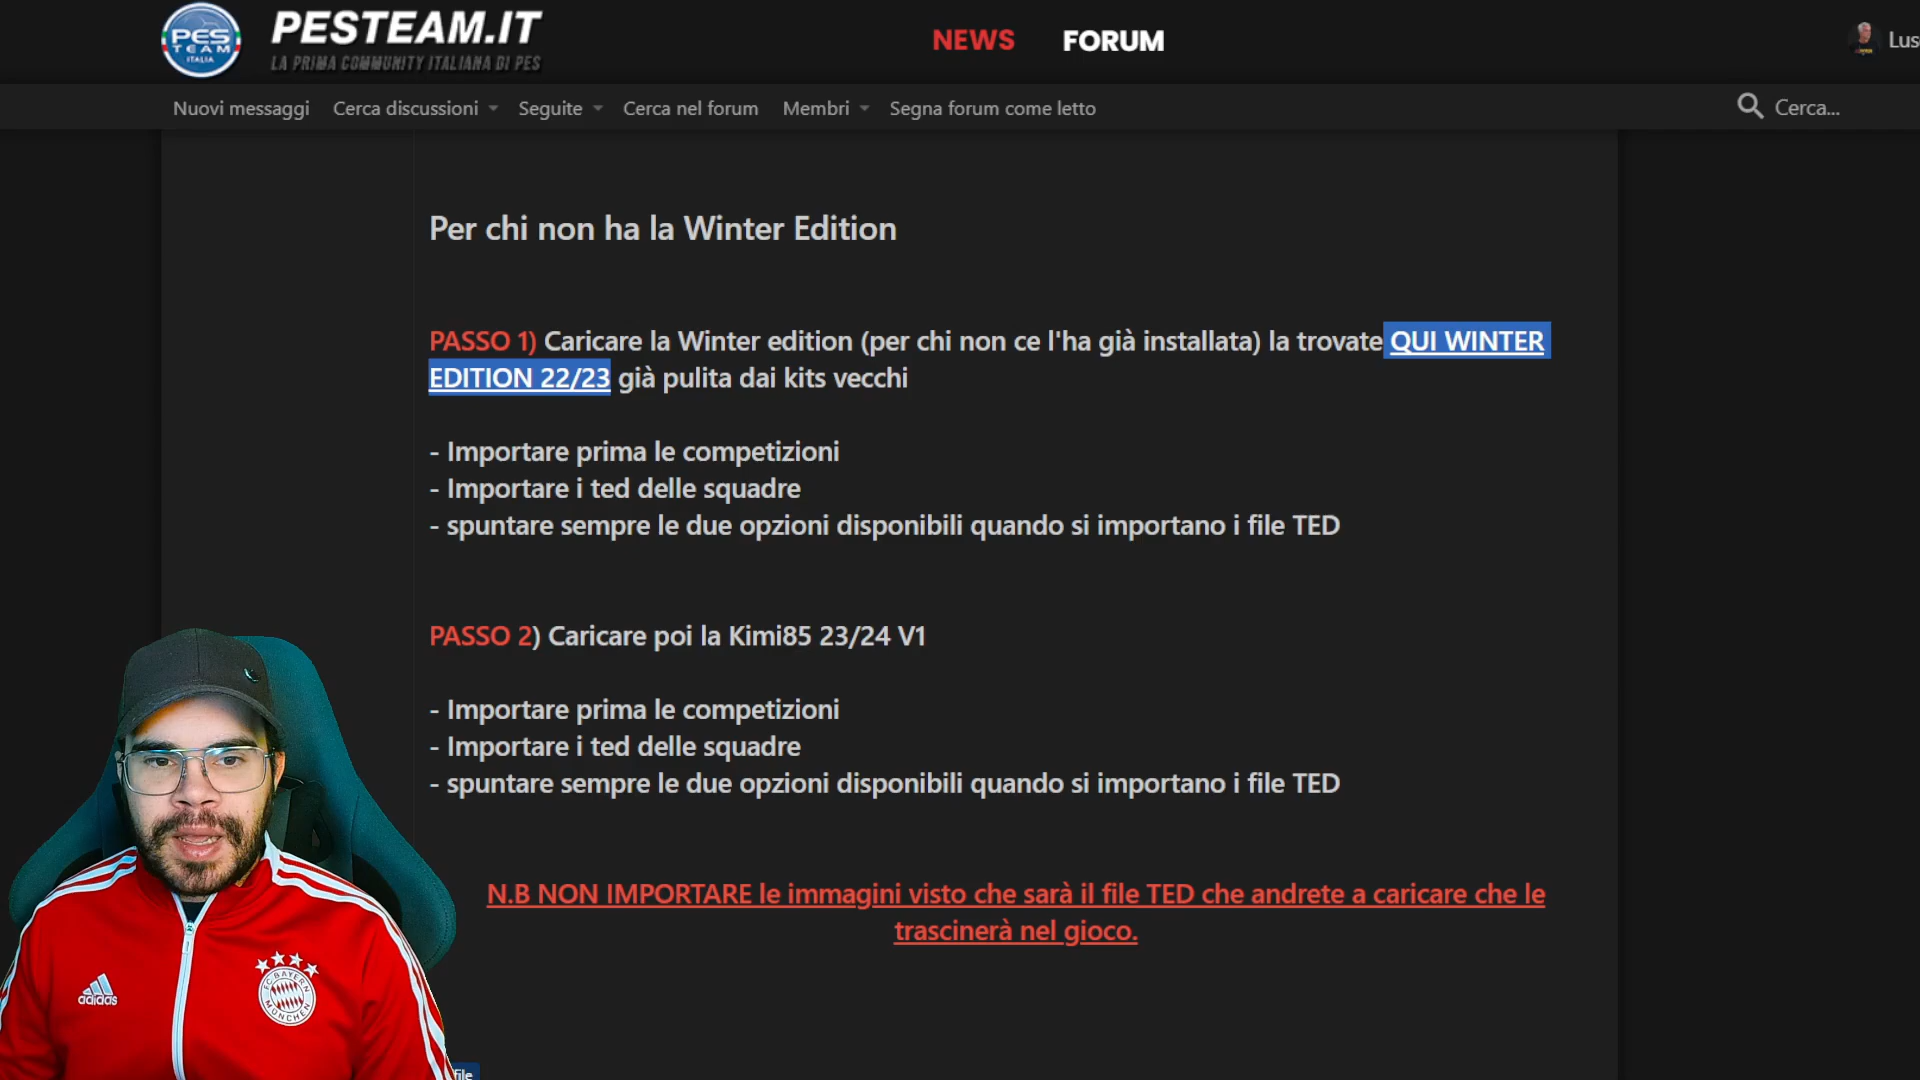 PES
TEAM
ITALIA
PESTEAM.IT
LA PRIMA COMMUNITY ITALIANA DI PES
NEWS
FORUM
Nuovi messaggi
Cerca discussioni
Seguite
Cerca nel forum
Membri
Segna forum come letto
Cerca...
Per chi non ha la Winter Edition
PASSO 1) Caricare la Winter edition (per chi non ce l'ha già installata) la trovate QUI WINTER
EDITION 22/23 già pulita dai kits vecchi
- Importare prima le competizioni
- Importare i ted delle squadre
- spuntare sempre le due opzioni disponibili quando si importano i file TED
PASSO 2) Caricare poi la Kimi85 23/24 V1
- Importare prima le competizioni
- Importare i ted delle squadre
- spuntare sempre le due opzioni disponibili quando si importano i file TED
N.B NON IMPORTARE le immagini visto che sarà il file TED che andrete a caricare che le
trascinerà nel gioco.
adidas
FC BAYERN
MÜNCHEN
file